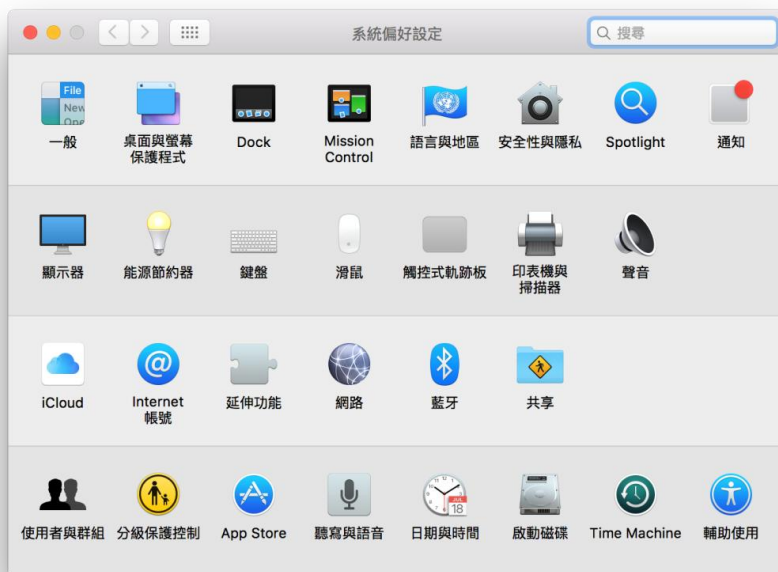 系統偏好設定
搜尋
File
New
Ope
一般
桌面與螢幕
保護程式
Dock
Mission
Control
語言與地區
安全性與隱私
Spotlight
通知
顯示器
能源節約器
鍵盤
滑鼠
觸控式軌跡板
印表機與
掃描器
聲音
iCloud
Internet
帳號
延伸功能
網路
藍牙
共享
使用者與群組
分級保護控制
App Store
聽寫與語音
JUL
18
日期與時間
啟動磁碟
Time Machine
輔助使用